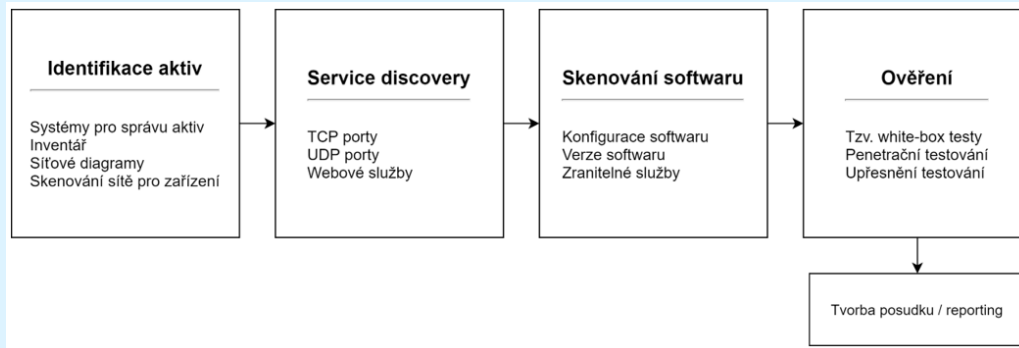 Identifikace aktiv
Systémy pro správu aktiv
Inventář
Síťové diagramy
Skenování sítě pro zařízení
Service discovery
TCP porty
UDP porty
Webové služby
Skenování softwaru
Konfigurace softwaru
Verze softwaru
Zranitelné služby
Ověření
Tzv. white-box testy
Penetrační testování
Upřesnění testování
Tvorba posudku / reporting